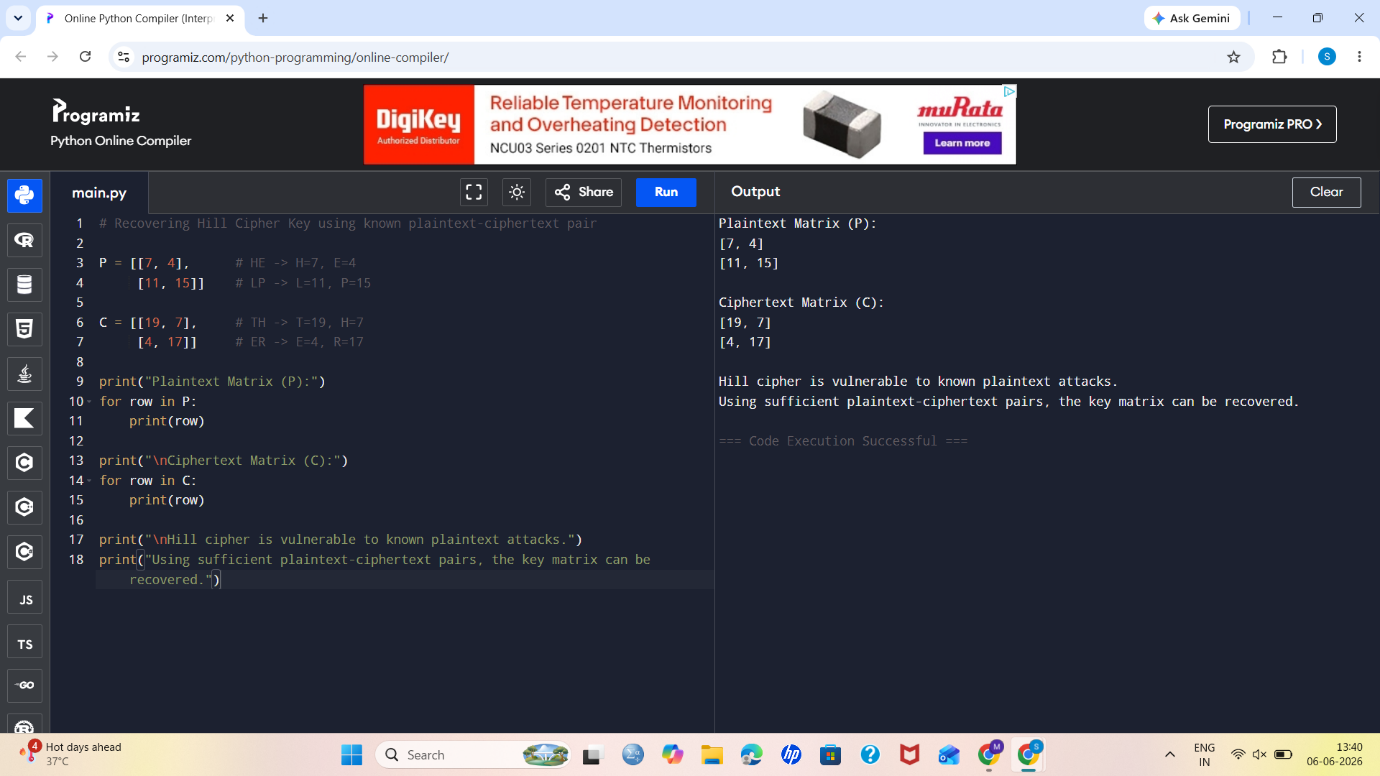 Online Python Compiler (Interp
Ask Gemini
programiz.com/python-programming/online-compiler/
S
Programiz
Python Online Compiler
DigiKey
Authorized Distributor
Reliable Temperature Monitoring
and Overheating Detection
NCU03 Series 0201 NTC Thermistors
muRata
INNOVATOR IN ELECTRONICS
Learn more
Programiz PRO >
main.py
Share
Run
Output
Clear
1 # Recovering Hill Cipher Key using known plaintext-ciphertext pair
2
3 P = [[7, 4],      # HE -> H=7, E=4
4      [11, 15]]    # LP -> L=11, P=15
5
6 C = [[19, 7],     # TH -> T=19, H=7
7      [4, 17]]     # ER -> E=4, R=17
8
9 print("Plaintext Matrix (P):")
10 for row in P:
11     print(row)
12
13 print("\nCiphertext Matrix (C):")
14 for row in C:
15     print(row)
16
17 print("\nHill cipher is vulnerable to known plaintext attacks.")
18 print("Using sufficient plaintext-ciphertext pairs, the key matrix can be
recovered.")
Plaintext Matrix (P):
[7, 4]
[11, 15]
Ciphertext Matrix (C):
[19, 7]
[4, 17]
Hill cipher is vulnerable to known plaintext attacks.
Using sufficient plaintext-ciphertext pairs, the key matrix can be recovered.
=== Code Execution Successful ===
JS
TS
GO
4
Hot days ahead
37°C
Search
hp
M
S
ENG
IN
13:40
06-06-2026